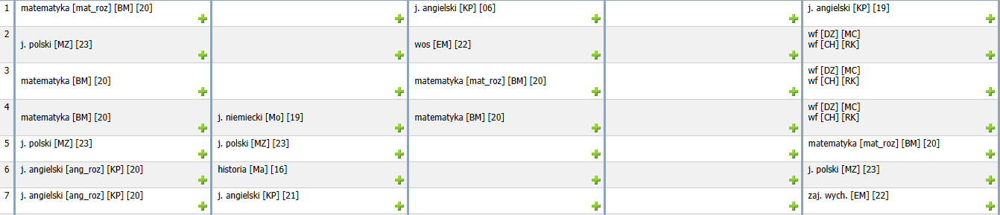 1 matematyka [mat_roz] [BM] [20] j. angielski [KP] [06] j. angielski [KP] [19]
2 j. polski [MZ] [23] wos [EM] [22] wf [DZ] [MC]
wf [CH] [RK]
3 matematyka [BM] [20] matematyka [mat_roz] [BM] [20] wf [DZ] [MC]
wf [CH] [RK]
4 matematyka [BM] [20] j. niemiecki [Mo] [19] matematyka [BM] [20] wf [DZ] [MC]
wf [CH] [RK]
5 j. polski [MZ] [23] j. polski [MZ] [23] matematyka [mat_roz] [BM] [20]
6 j. angielski [ang_roz] [KP] [20] historia [Ma] [16] j. polski [MZ] [23]
7 j. angielski [ang_roz] [KP] [20] j. angielski [KP] [21] zaj. wych. [EM] [22]